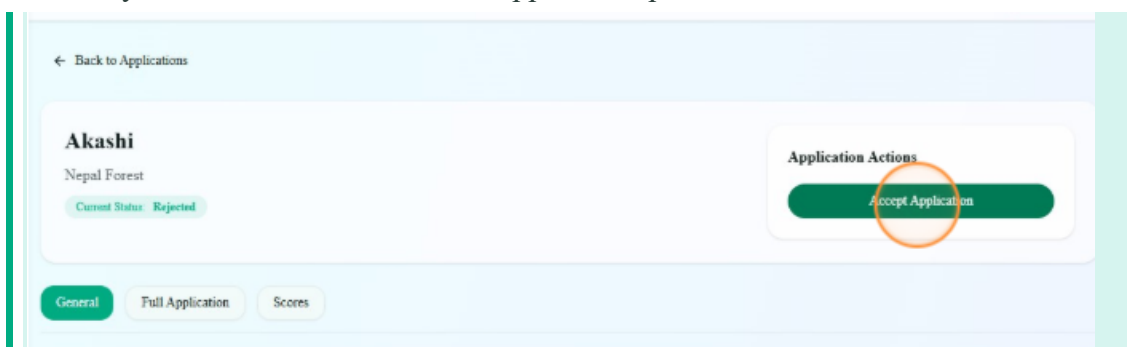 ← Back to Applications
Akashi
Nepal Forest
Current Status: Rejected
Application Actions
Accept Application
General
Full Application
Scores